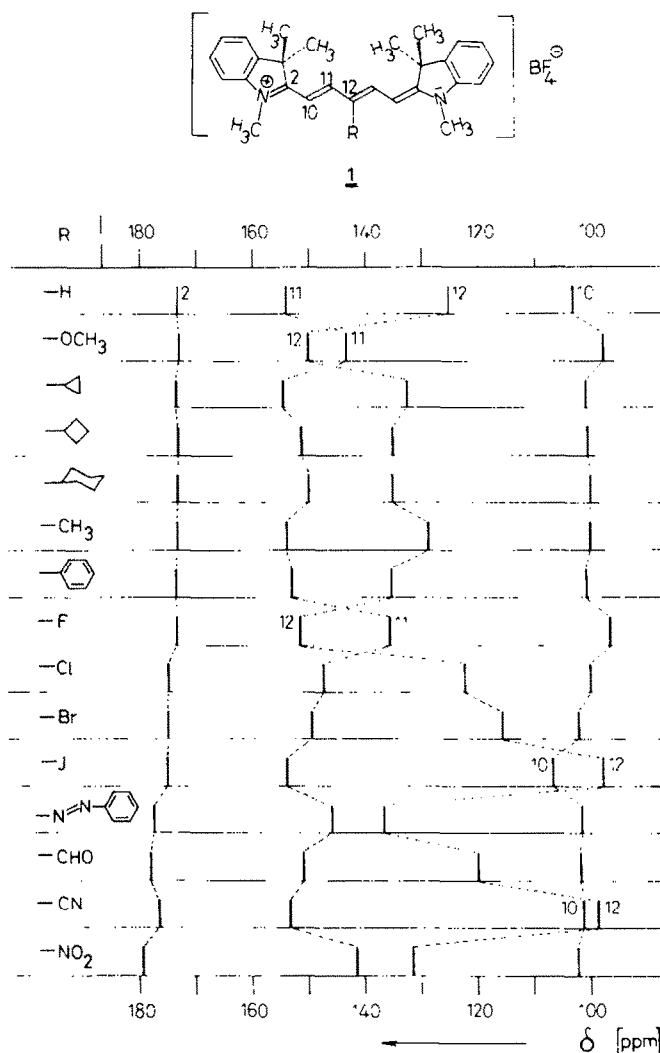 H₃C CH₃ H₃C CH₃
2 11 12 10
N⊕ N
H₃C R CH₃
BF₄⊖
1
R 180 160 140 120 100
—H 2 11 12 10
—OCH₃ 12 11
—CH₃
—F 12 11
—Cl
—Br
—J 10 12
—N=N—
—CHO
—CN 10 12
—NO₂
180 160 140 120 100
δ [ppm]